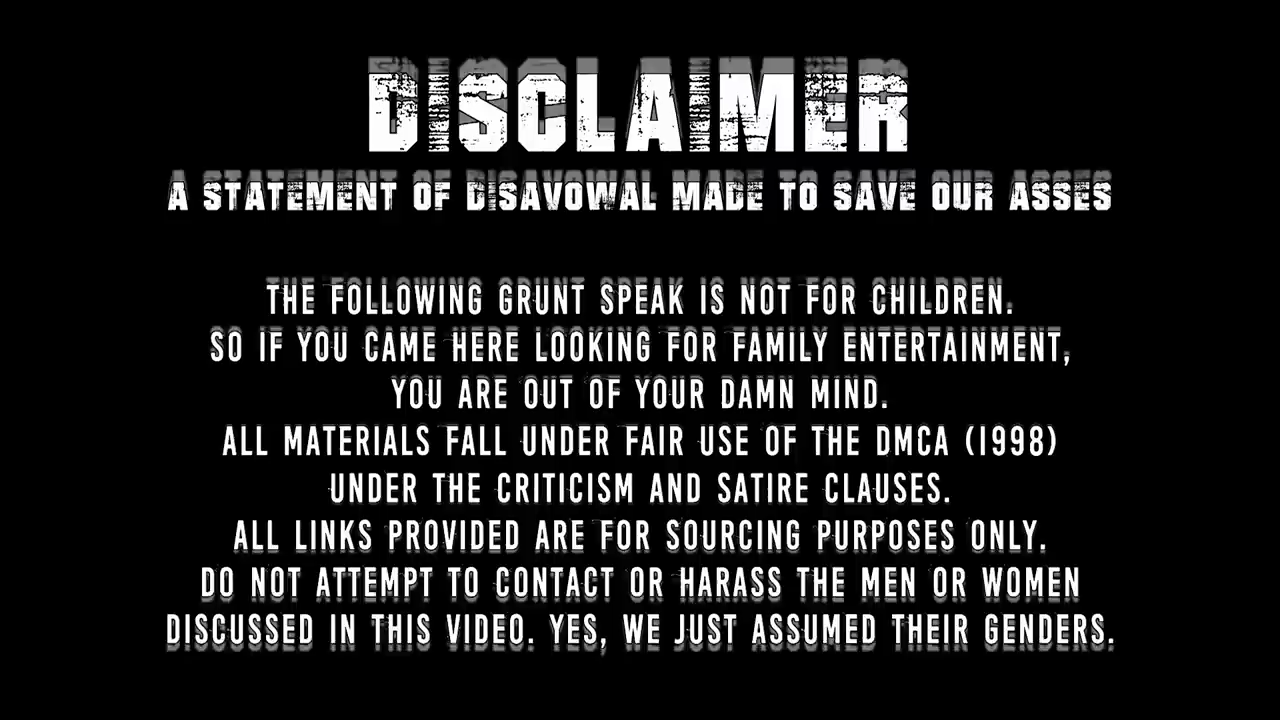 DISCLAIMER
A STATEMENT OF DISAVOWAL MADE TO SAVE OUR ASSES
THE FOLLOWING GRUNT SPEAK IS NOT FOR CHILDREN.
SO IF YOU CAME HERE LOOKING FOR FAMILY ENTERTAINMENT,
YOU ARE OUT OF YOUR DAMN MIND.
ALL MATERIALS FALL UNDER FAIR USE OF THE DMCA (1998)
UNDER THE CRITICISM AND SATIRE CLAUSES.
ALL LINKS PROVIDED ARE FOR SOURCING PURPOSES ONLY.
DO NOT ATTEMPT TO CONTACT OR HARASS THE MEN OR WOMEN
DISCUSSED IN THIS VIDEO. YES, WE JUST ASSUMED THEIR GENDERS.